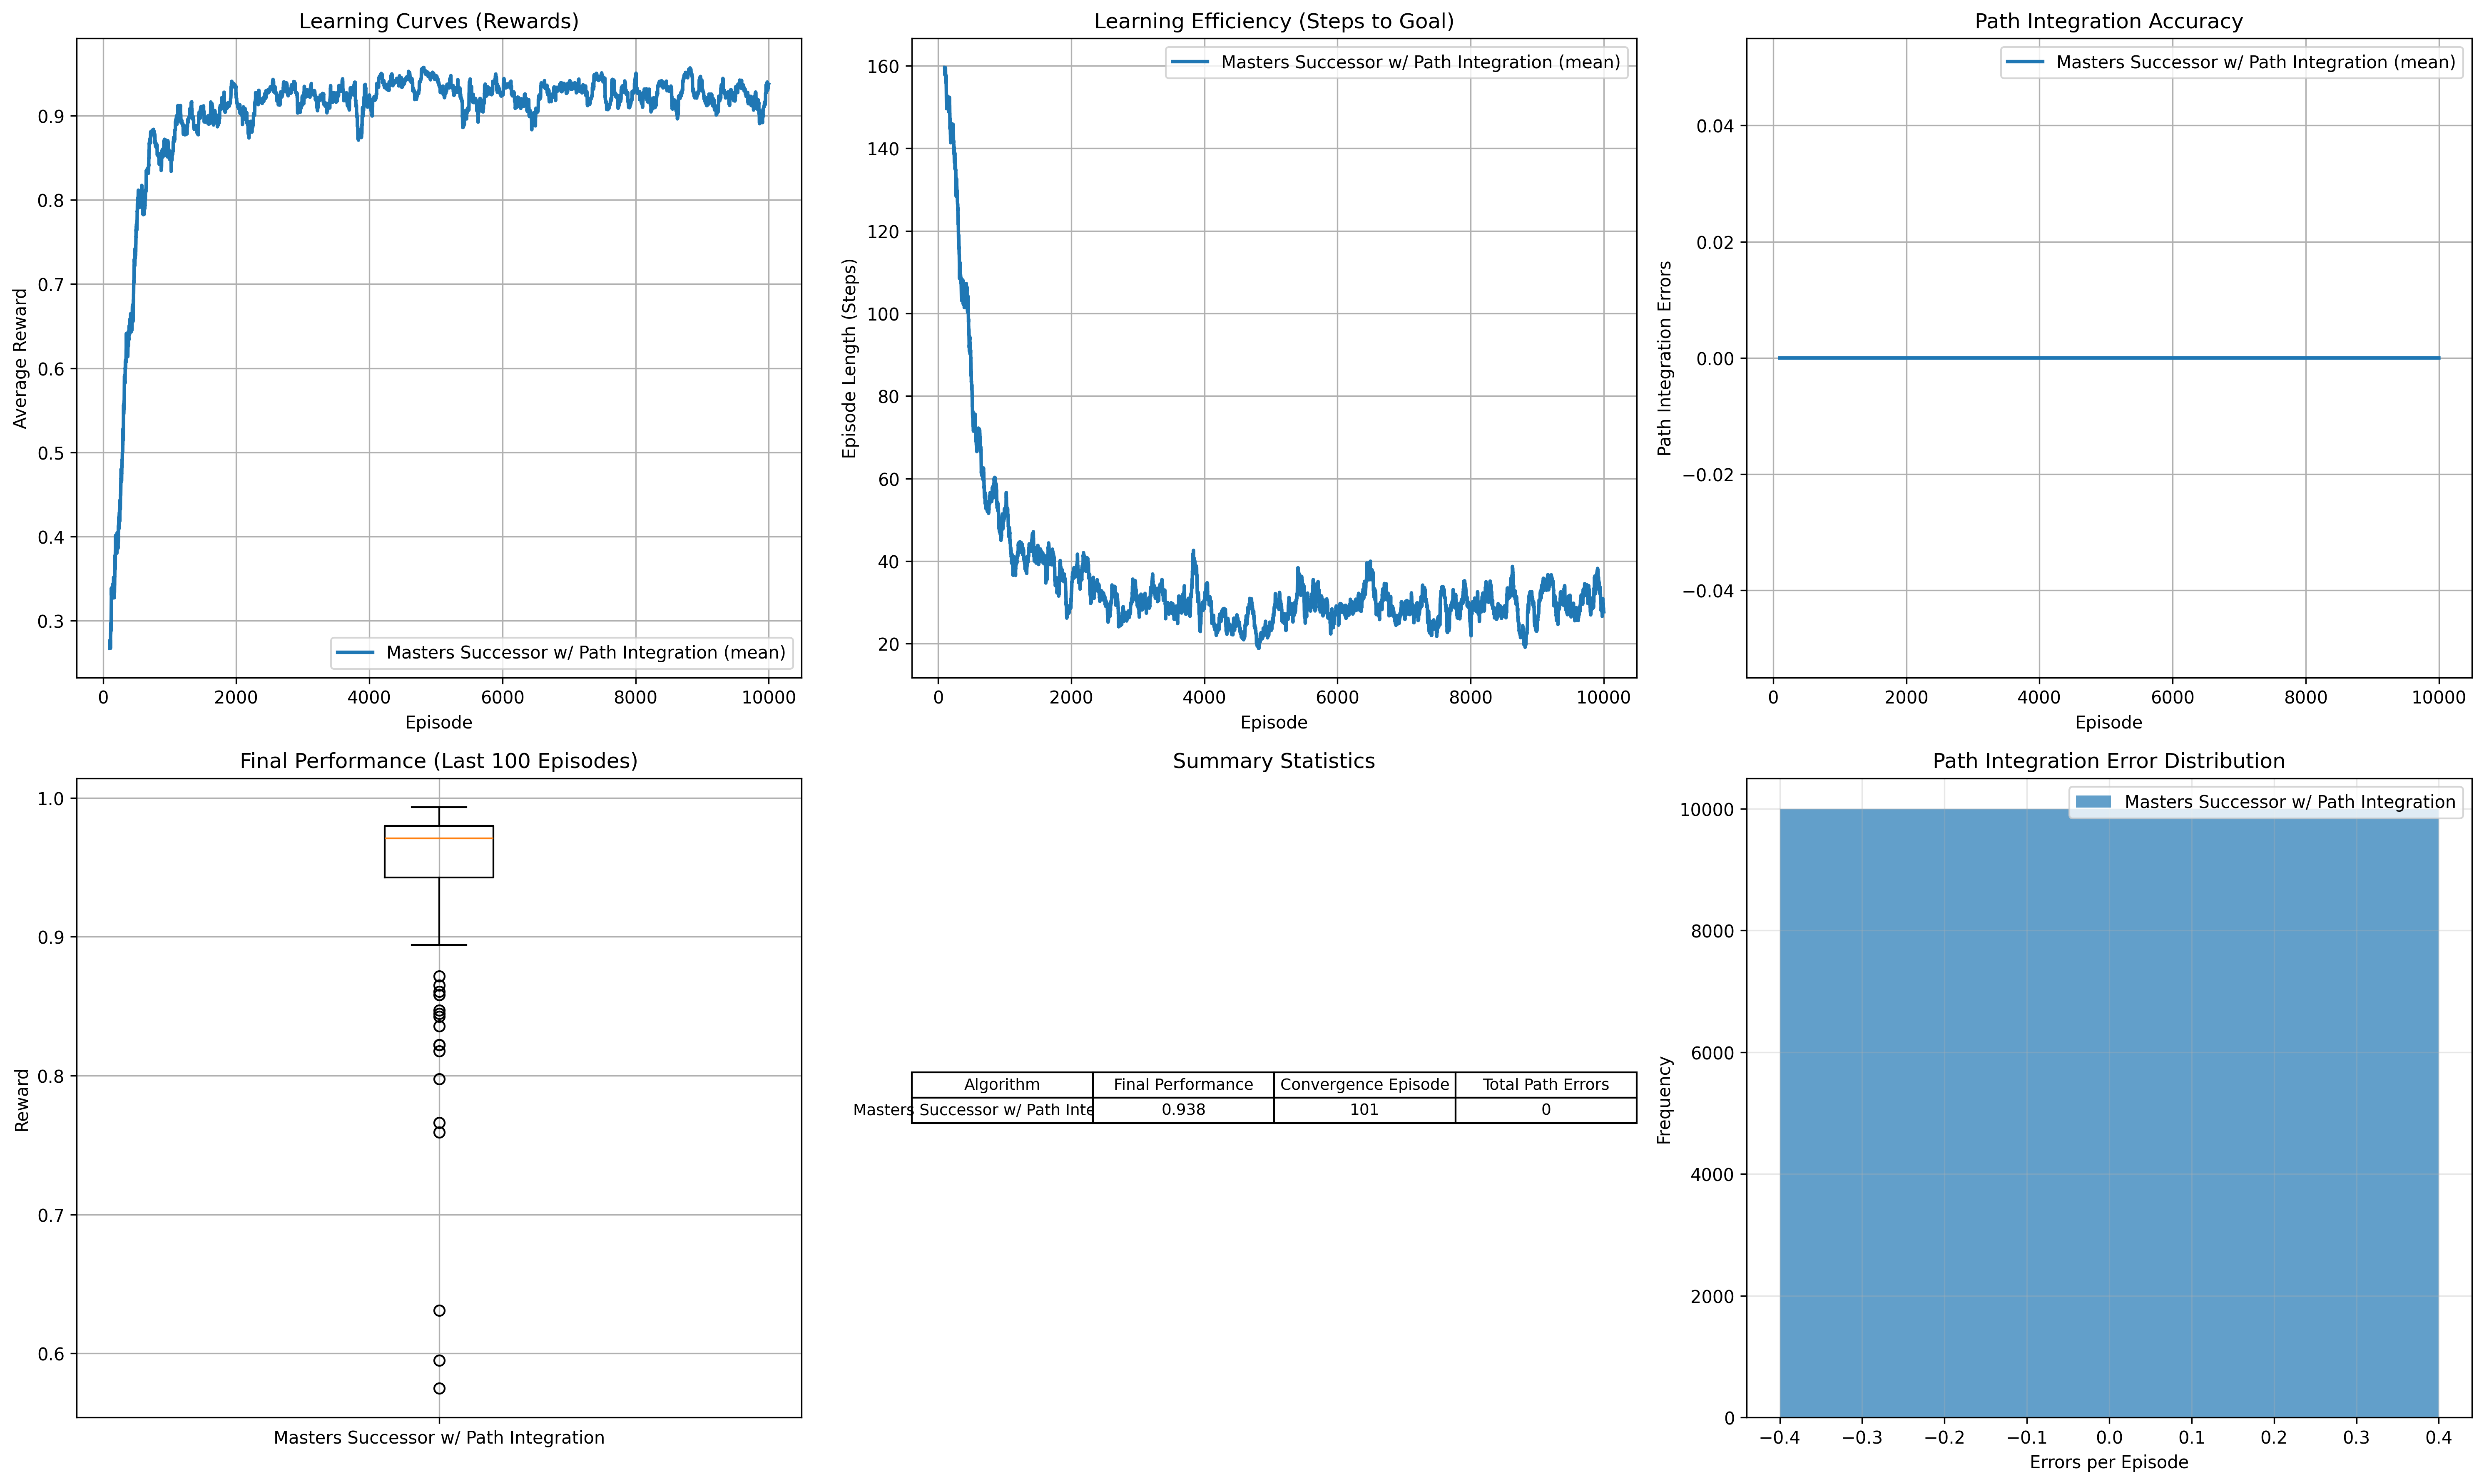 Learning Curves (Rewards)
Average Reward
0.9
0.8
0.7
0.6
0.5
0.4
0.3
Masters Successor w/ Path Integration (mean)
0
2000
4000
6000
8000
10000
Episode
Learning Efficiency (Steps to Goal)
Episode Length (Steps)
160
140
120
100
80
60
40
20
Masters Successor w/ Path Integration (mean)
0
2000
4000
6000
8000
10000
Episode
Path Integration Accuracy
Path Integration Errors
0.04
0.02
0.00
−0.02
−0.04
Masters Successor w/ Path Integration (mean)
0
2000
4000
6000
8000
10000
Episode
Final Performance (Last 100 Episodes)
Reward
1.0
0.9
0.8
0.7
0.6
Masters Successor w/ Path Integration
Summary Statistics
Algorithm Final Performance Convergence Episode Total Path Errors
Masters Successor w/ Path Inte 0.938 101 0
Path Integration Error Distribution
Frequency
10000
8000
6000
4000
2000
0
Masters Successor w/ Path Integration
−0.4
−0.3
−0.2
−0.1
0.0
0.1
0.2
0.3
0.4
Errors per Episode